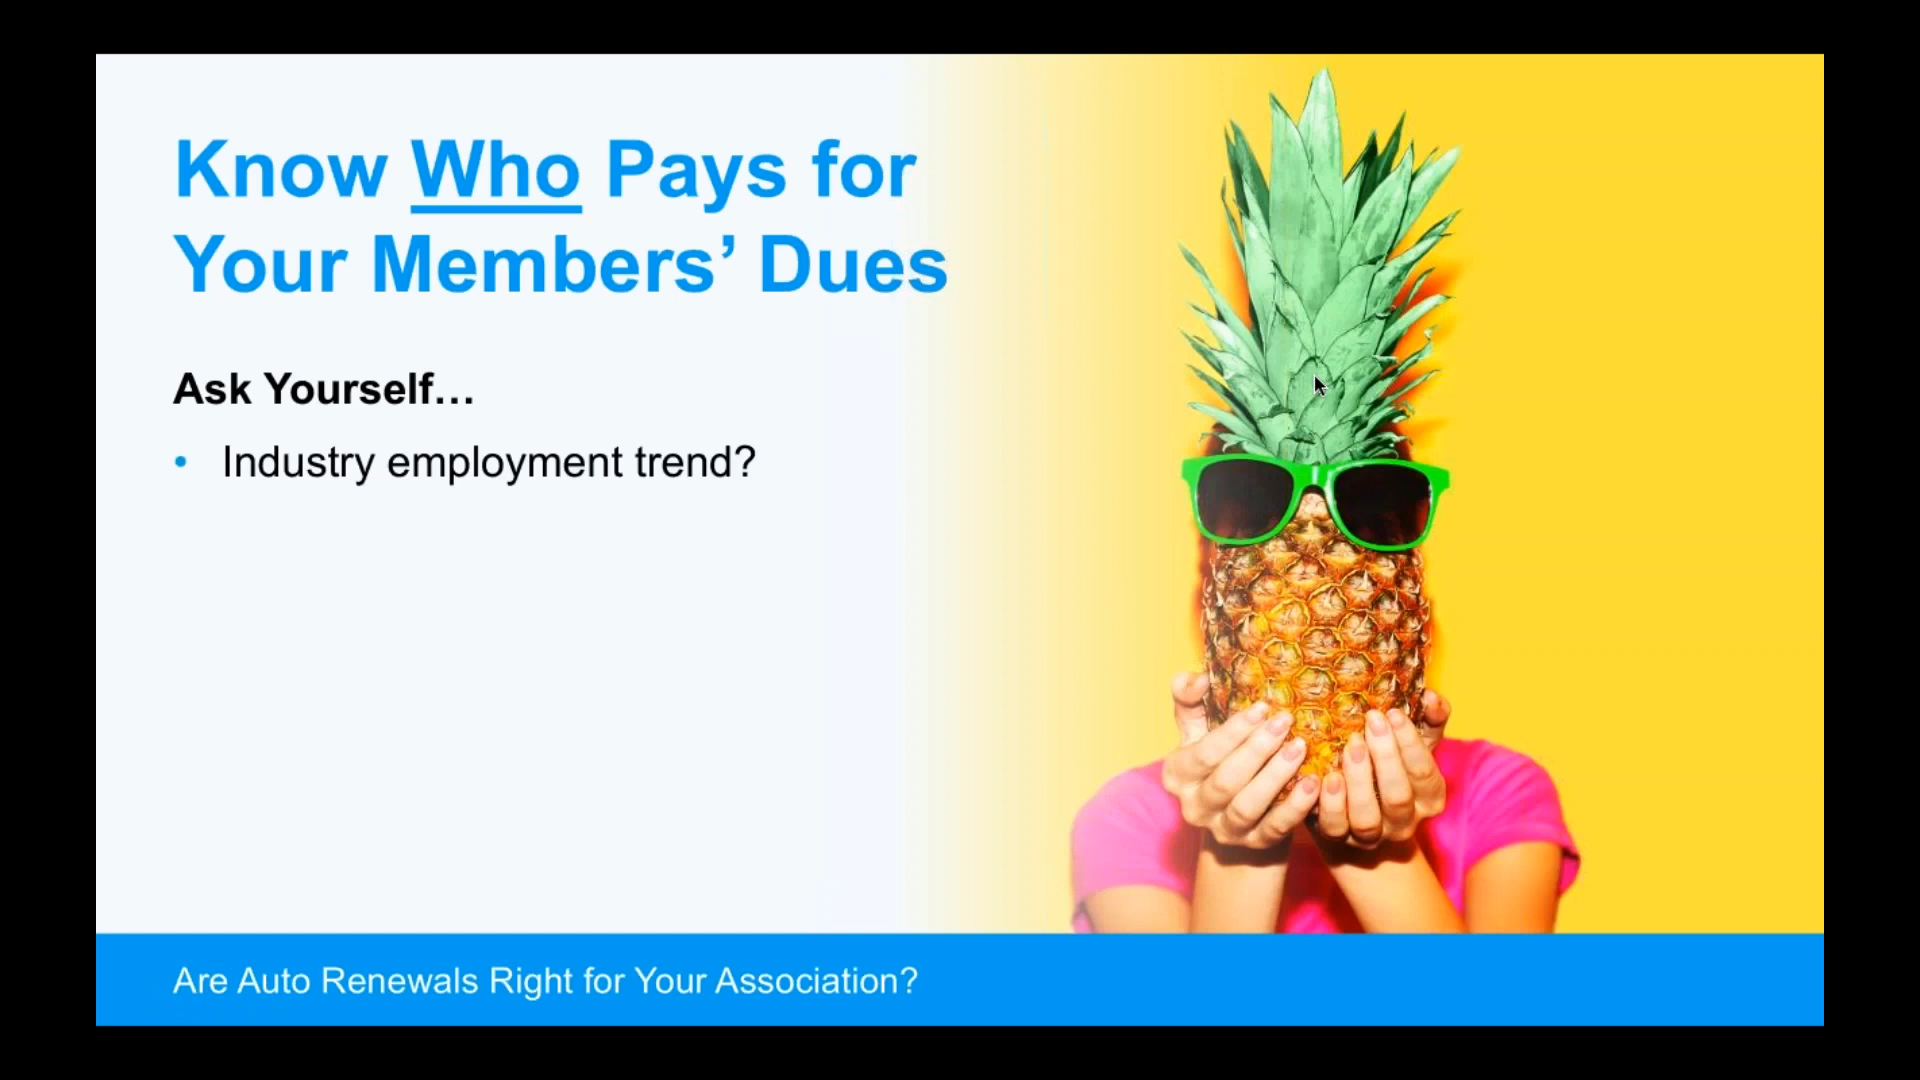 Know Who Pays for
Your Members’ Dues
Ask Yourself…
• Industry employment trend?
Are Auto Renewals Right for Your Association?